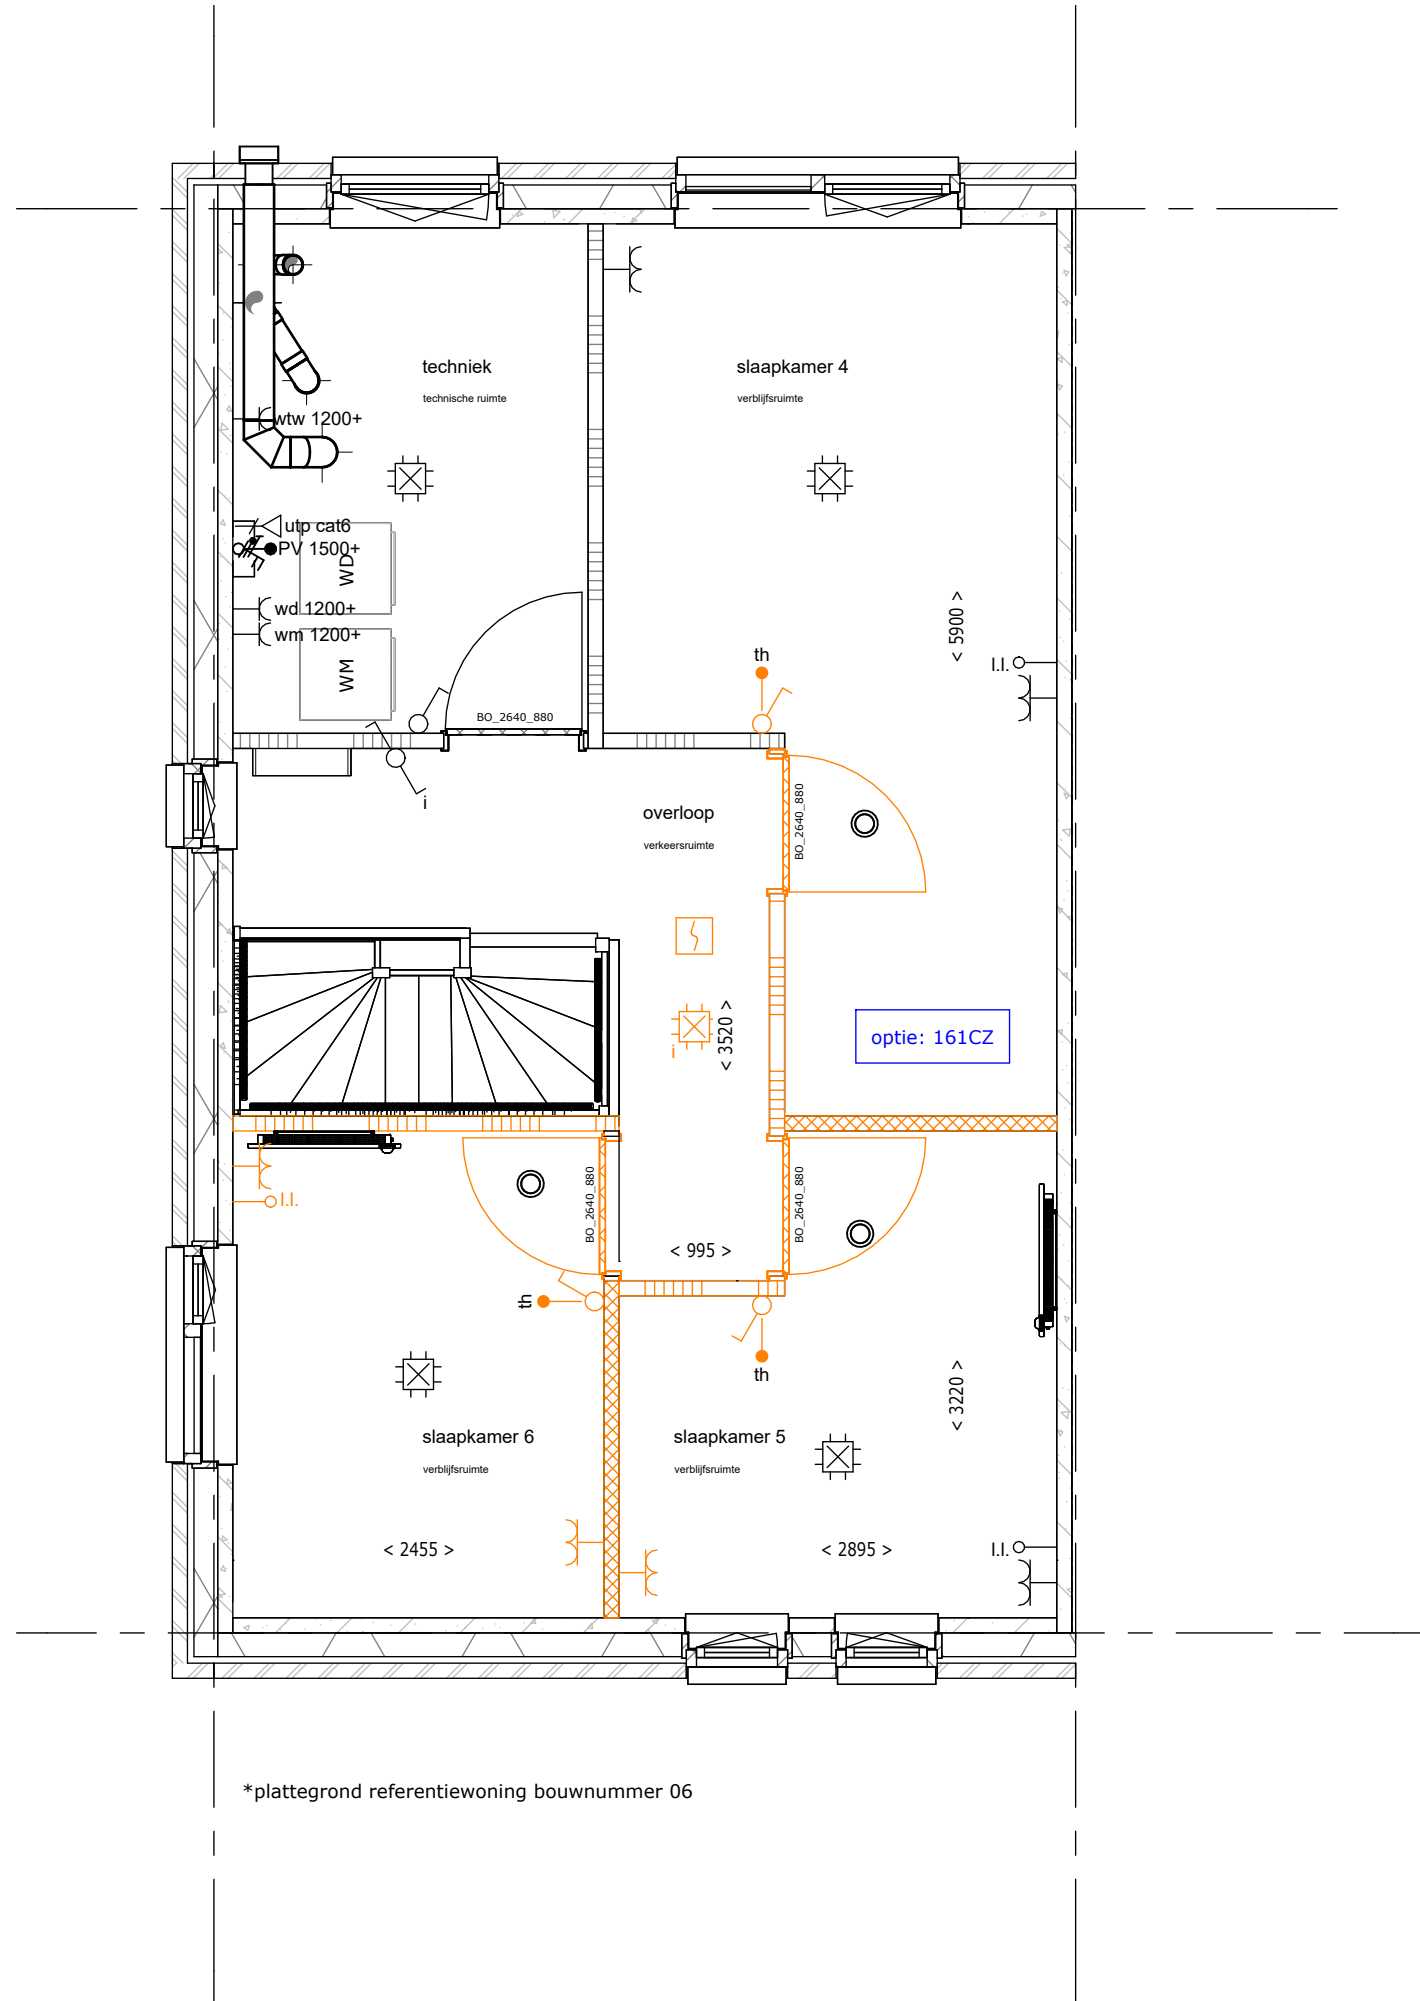 techniek
technische ruimte
slaapkamer 4
verblijfsruimte
wtw 1200+
utp cat6
PV 1500+
WD
wd 1200+
wm 1200+
WM
< 5900 >
l.l.
th
BO_2640_880
i
overloop
verkeersruimte
BO_2640_880
< 3520 >
i
optie: 161CZ
l.l.
BO_2640_880
BO_2640_880
< 995 >
th
th
< 3220 >
slaapkamer 6
verblijfsruimte
slaapkamer 5
verblijfsruimte
< 2455 >
< 2895 >
l.l.
*plattegrond referentiewoning bouwnummer 06